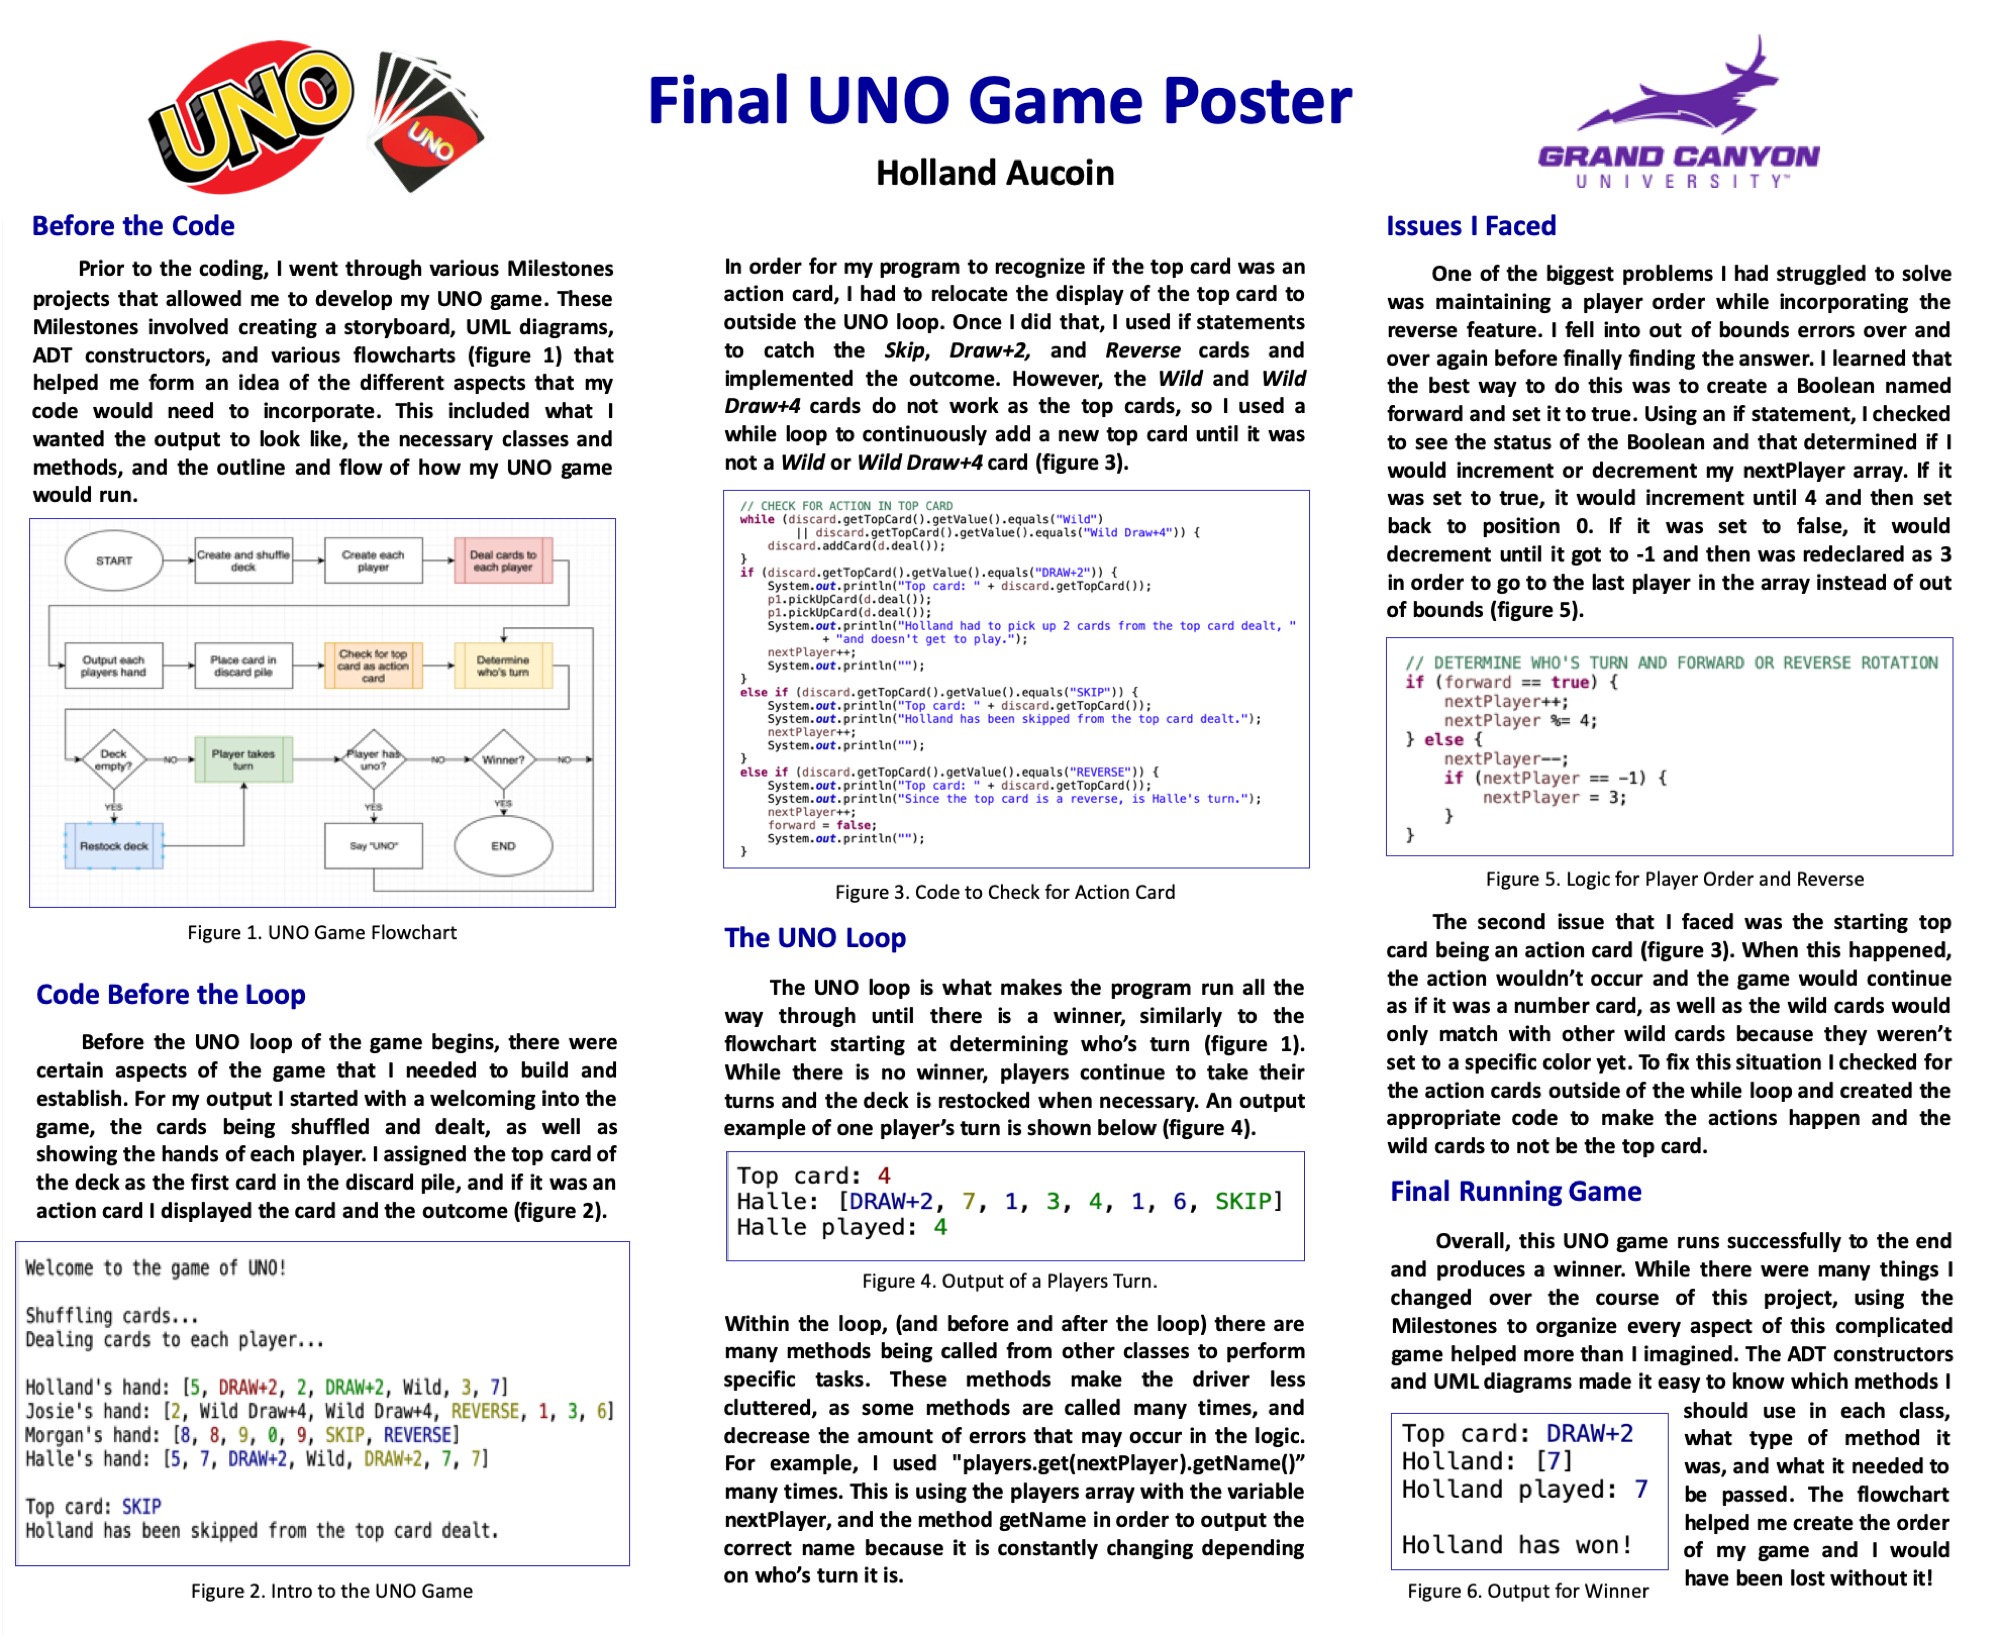 UNO
UNO
Final UNO Game Poster
Holland Aucoin
GRAND CANYON
UNIVERSITY™
Before the Code
Prior to the coding, I went through various Milestones
projects that allowed me to develop my UNO game. These
Milestones involved creating a storyboard, UML diagrams,
ADT constructors, and various flowcharts (figure 1) that
helped me form an idea of the different aspects that my
code would need to incorporate. This included what I
wanted the output to look like, the necessary classes and
methods, and the outline and flow of how my UNO game
would run.
START
Create and shuffle
deck
Create each
player
Deal cards to
each player
Output each
players hand
Place card in
discard pile
Check for top
card as action
card
Determine
who's turn
Deck
empty?
NO
Player takes
turn
Player has
uno?
NO
Winner?
NO
YES
YES
YES
Restock deck
Say "UNO"
END
Figure 1. UNO Game Flowchart
Code Before the Loop
Before the UNO loop of the game begins, there were
certain aspects of the game that I needed to build and
establish. For my output I started with a welcoming into the
game, the cards being shuffled and dealt, as well as
showing the hands of each player. I assigned the top card of
the deck as the first card in the discard pile, and if it was an
action card I displayed the card and the outcome (figure 2).
Welcome to the game of UNO!
Shuffling cards...
Dealing cards to each player...
Holland's hand: [5, DRAW+2, 2, DRAW+2, Wild, 3, 7]
Josie's hand: [2, Wild Draw+4, Wild Draw+4, REVERSE, 1, 3, 6]
Morgan's hand: [8, 8, 9, 0, 9, SKIP, REVERSE]
Halle's hand: [5, 7, DRAW+2, Wild, DRAW+2, 7, 7]
Top card: SKIP
Holland has been skipped from the top card dealt.
Figure 2. Intro to the UNO Game
In order for my program to recognize if the top card was an
action card, I had to relocate the display of the top card to
outside the UNO loop. Once I did that, I used if statements
to catch the Skip, Draw+2, and Reverse cards and
implemented the outcome. However, the Wild and Wild
Draw+4 cards do not work as the top cards, so I used a
while loop to continuously add a new top card until it was
not a Wild or Wild Draw+4 card (figure 3).
// CHECK FOR ACTION IN TOP CARD
while (discard.getTopCard().getValue().equals("Wild")
|| discard.getTopCard().getValue().equals("Wild Draw+4")) {
discard.addCard(d.deal());
}
if (discard.getTopCard().getValue().equals("DRAW+2")) {
System.out.println("Top card: " + discard.getTopCard());
p1.pickUpCard(d.deal());
p1.pickUpCard(d.deal());
System.out.println("Holland had to pick up 2 cards from the top card dealt, "
+ "and doesn't get to play.");
nextPlayer++;
System.out.println("");
}
else if (discard.getTopCard().getValue().equals("SKIP")) {
System.out.println("Top card: " + discard.getTopCard());
System.out.println("Holland has been skipped from the top card dealt.");
nextPlayer++;
System.out.println("");
}
else if (discard.getTopCard().getValue().equals("REVERSE")) {
System.out.println("Top card: " + discard.getTopCard());
System.out.println("Since the top card is a reverse, is Halle's turn.");
nextPlayer++;
forward = false;
System.out.println("");
}
Figure 3. Code to Check for Action Card
The UNO Loop
The UNO loop is what makes the program run all the
way through until there is a winner, similarly to the
flowchart starting at determining who's turn (figure 1).
While there is no winner, players continue to take their
turns and the deck is restocked when necessary. An output
example of one player's turn is shown below (figure 4).
Top card: 4
Halle: [DRAW+2, 7, 1, 3, 4, 1, 6, SKIP]
Halle played: 4
Figure 4. Output of a Players Turn.
Within the loop, (and before and after the loop) there are
many methods being called from other classes to perform
specific tasks. These methods make the driver less
cluttered, as some methods are called many times, and
decrease the amount of errors that may occur in the logic.
For example, I used "players.get(nextPlayer).getName()”
many times. This is using the players array with the variable
nextPlayer, and the method getName in order to output the
correct name because it is constantly changing depending
on who’s turn it is.
Issues I Faced
One of the biggest problems I had struggled to solve
was maintaining a player order while incorporating the
reverse feature. I fell into out of bounds errors over and
over again before finally finding the answer. I learned that
the best way to do this was to create a Boolean named
forward and set it to true. Using an if statement, I checked
to see the status of the Boolean and that determined if I
would increment or decrement my nextPlayer array. If it
was set to true, it would increment until 4 and then set
back to position 0. If it was set to false, it would
decrement until it got to -1 and then was redeclared as 3
in order to go to the last player in the array instead of out
of bounds (figure 5).
// DETERMINE WHO'S TURN AND FORWARD OR REVERSE ROTATION
if (forward == true) {
nextPlayer++;
nextPlayer %= 4;
} else {
nextPlayer--;
if (nextPlayer == -1) {
nextPlayer = 3;
}
}
Figure 5. Logic for Player Order and Reverse
The second issue that I faced was the starting top
card being an action card (figure 3). When this happened,
the action wouldn’t occur and the game would continue
as if it was a number card, as well as the wild cards would
only match with other wild cards because they weren’t
set to a specific color yet. To fix this situation I checked for
the action cards outside of the while loop and created the
appropriate code to make the actions happen and the
wild cards to not be the top card.
Final Running Game
Overall, this UNO game runs successfully to the end
and produces a winner. While there were many things I
changed over the course of this project, using the
Milestones to organize every aspect of this complicated
game helped more than I imagined. The ADT constructors
and UML diagrams made it easy to know which methods I
should use in each class,
what type of method it
was, and what it needed to
be passed. The flowchart
helped me create the order
of my game and I would
have been lost without it!
Top card: DRAW+2
Holland: [7]
Holland played: 7
Holland has won!
Figure 6. Output for Winner